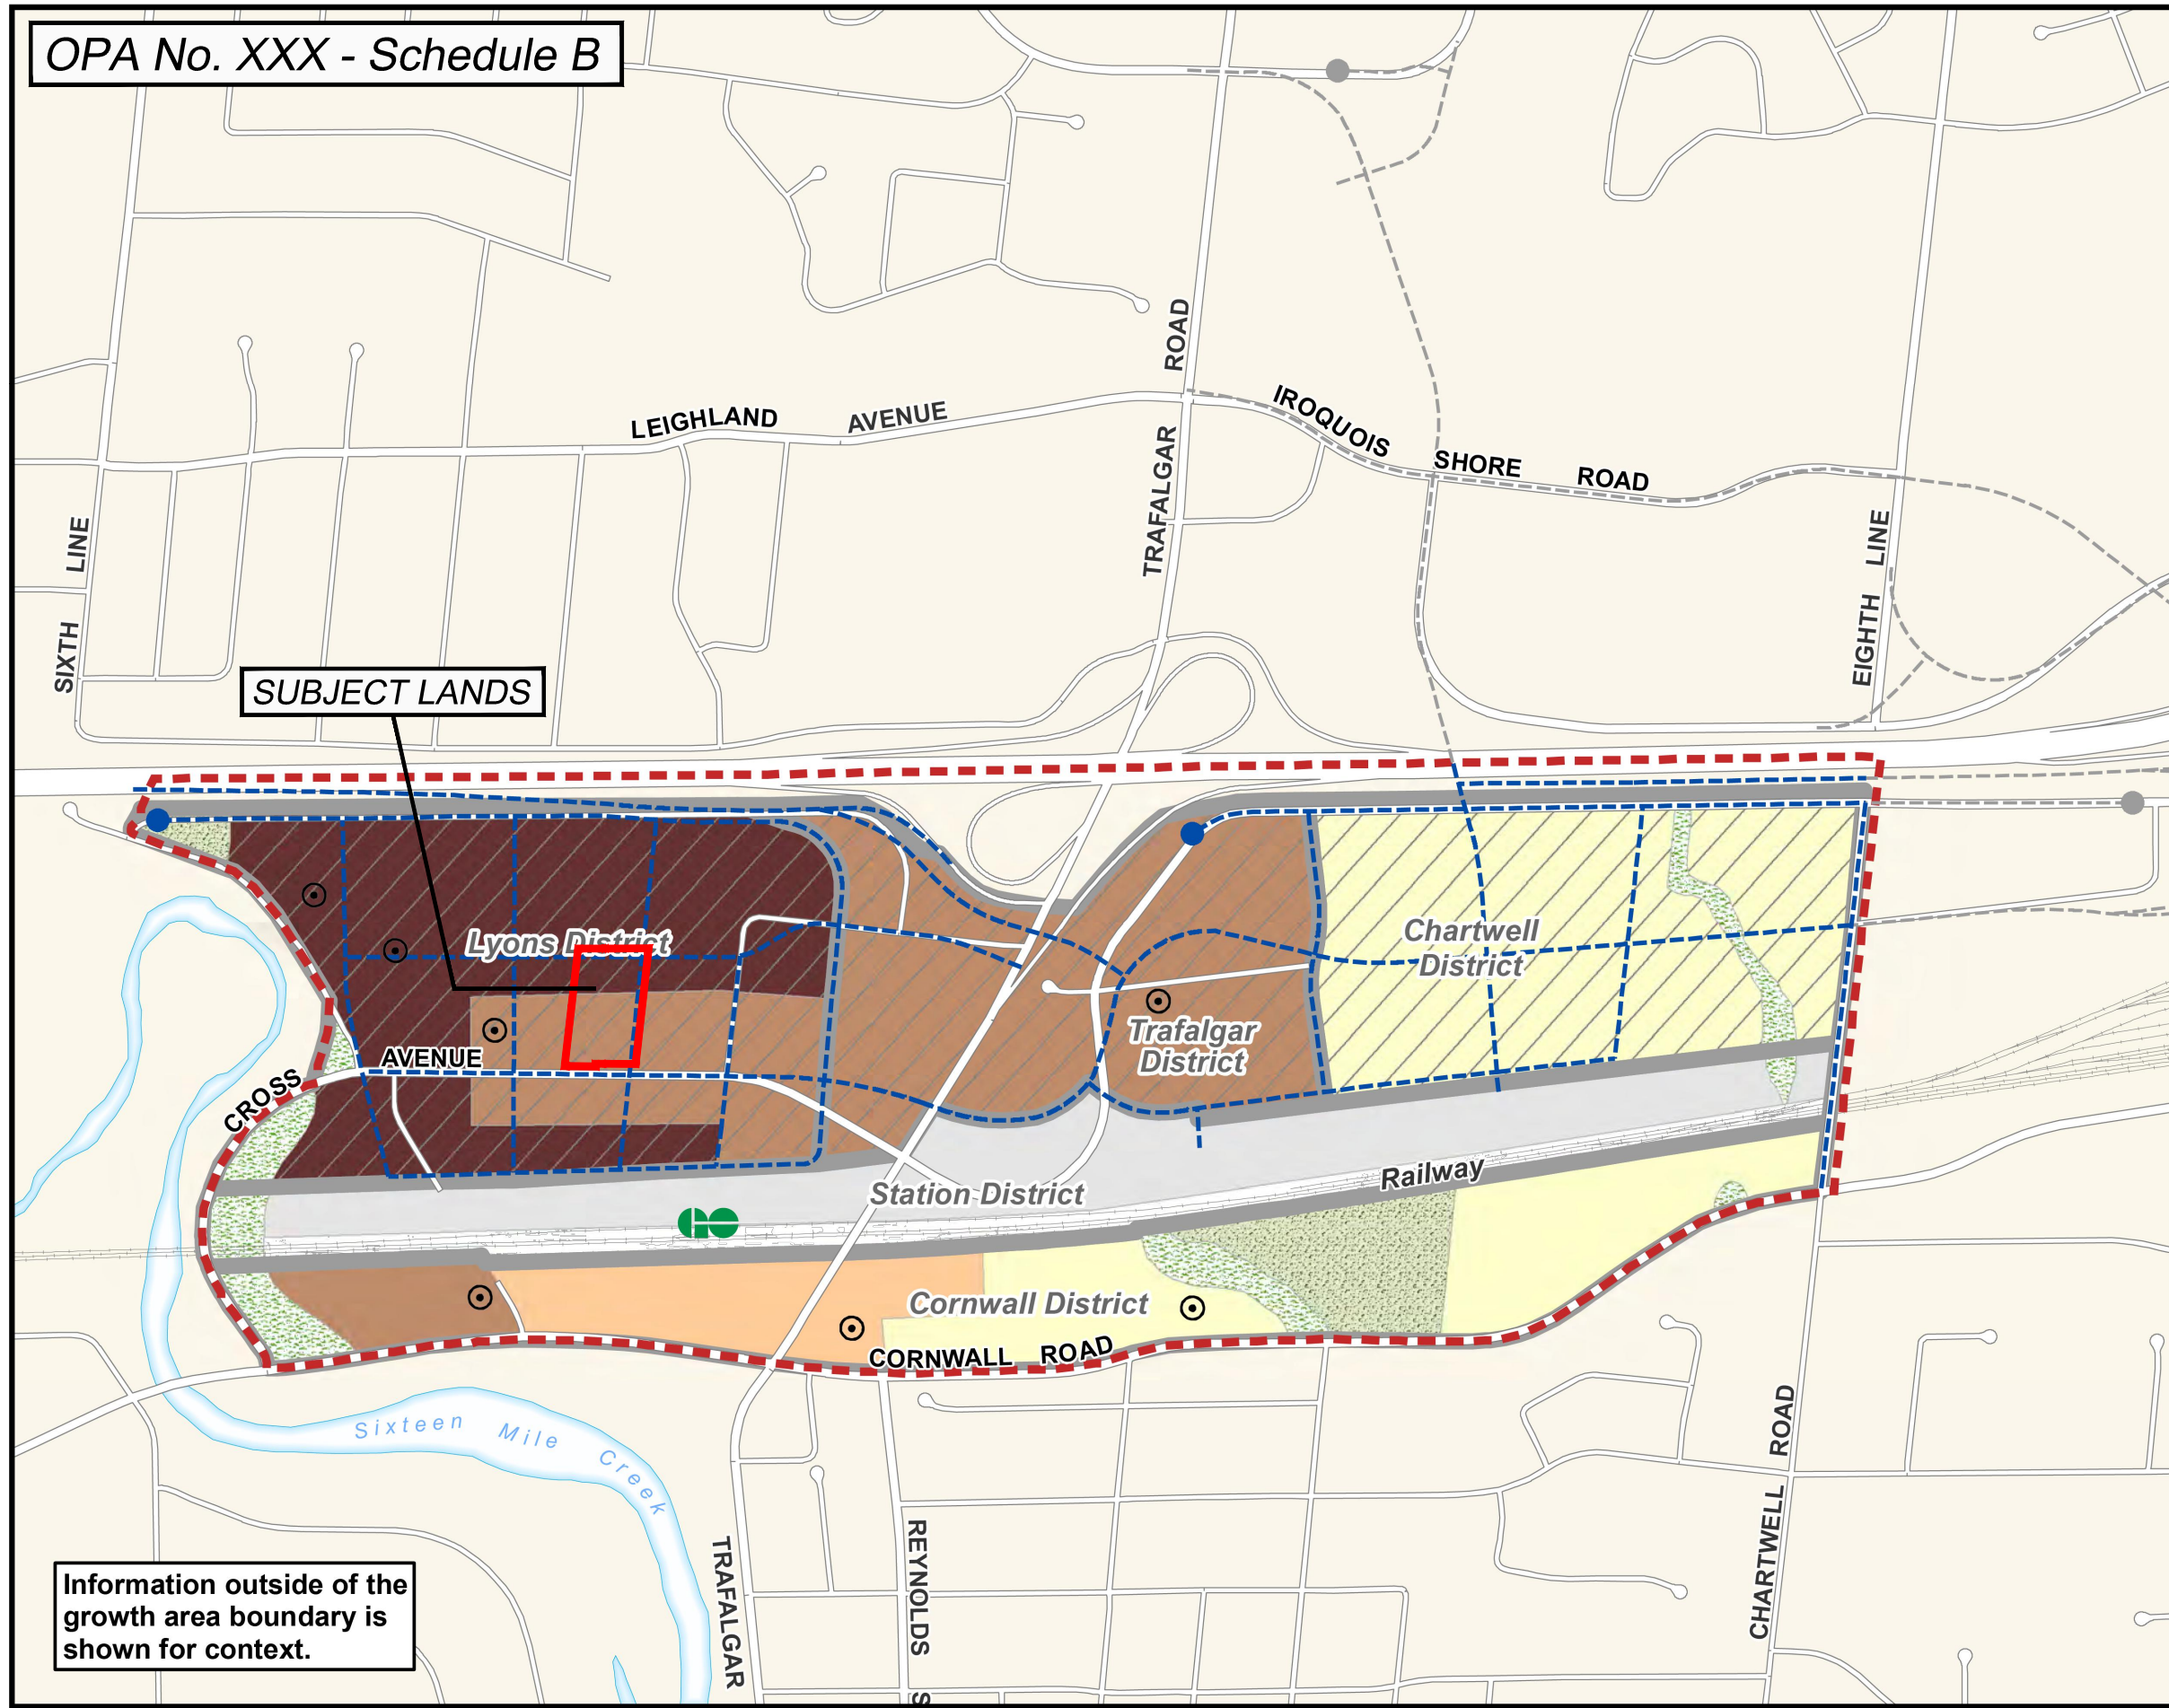 OPA No. XXX - Schedule B
ROAD
IROQUOIS
LEIGHLAND
AVENUE
SHORE
ROAD
TRAFALGAR
LINE
LINE
SIXTH
EIGHTH
SUBJECT LANDS
Lyons District
Chartwell
District
Trafalgar
District
AVENUE
CROSS
Railway
Station District
Cornwall District
CORNWALL ROAD
Sixteen Mile Creek
ROAD
CHARTWELL
TRAFALGAR
REYNOLDS S
Information outside of the
growth area boundary is
shown for context.